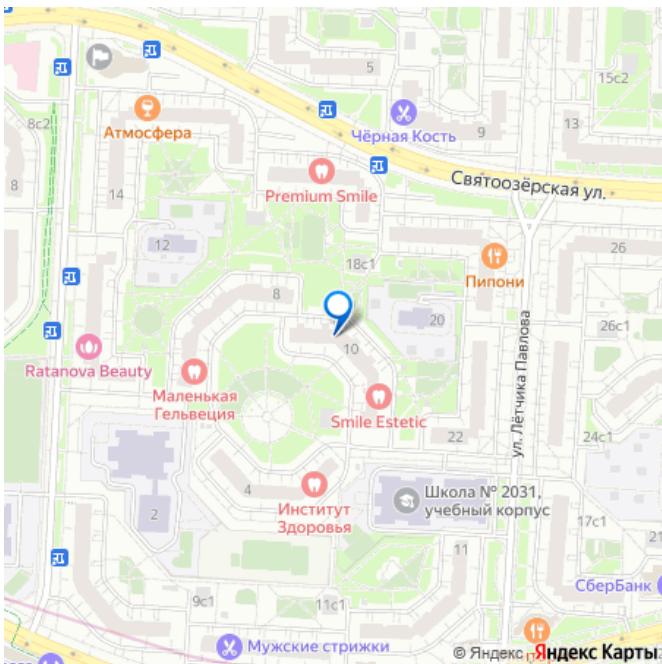 5
15с2
Атмосфера
8с2
Чёрная Кость
9
13
8
14
Premium Smile
Святоозёрская ул.
12
18с1
26
Пипони
8
20
26с1
10
Ratanova Beauty
Маленькая
Гельвеция
Smile Estetic
ул. Лётчика Павлова
22
24с1
4
Институт
Здоровья
Школа № 2031,
учебный корпус
2
17с1
21
11
СберБанк
9с1
11с1
Мужские стрижки
© Яндекс
Яндекс Карты